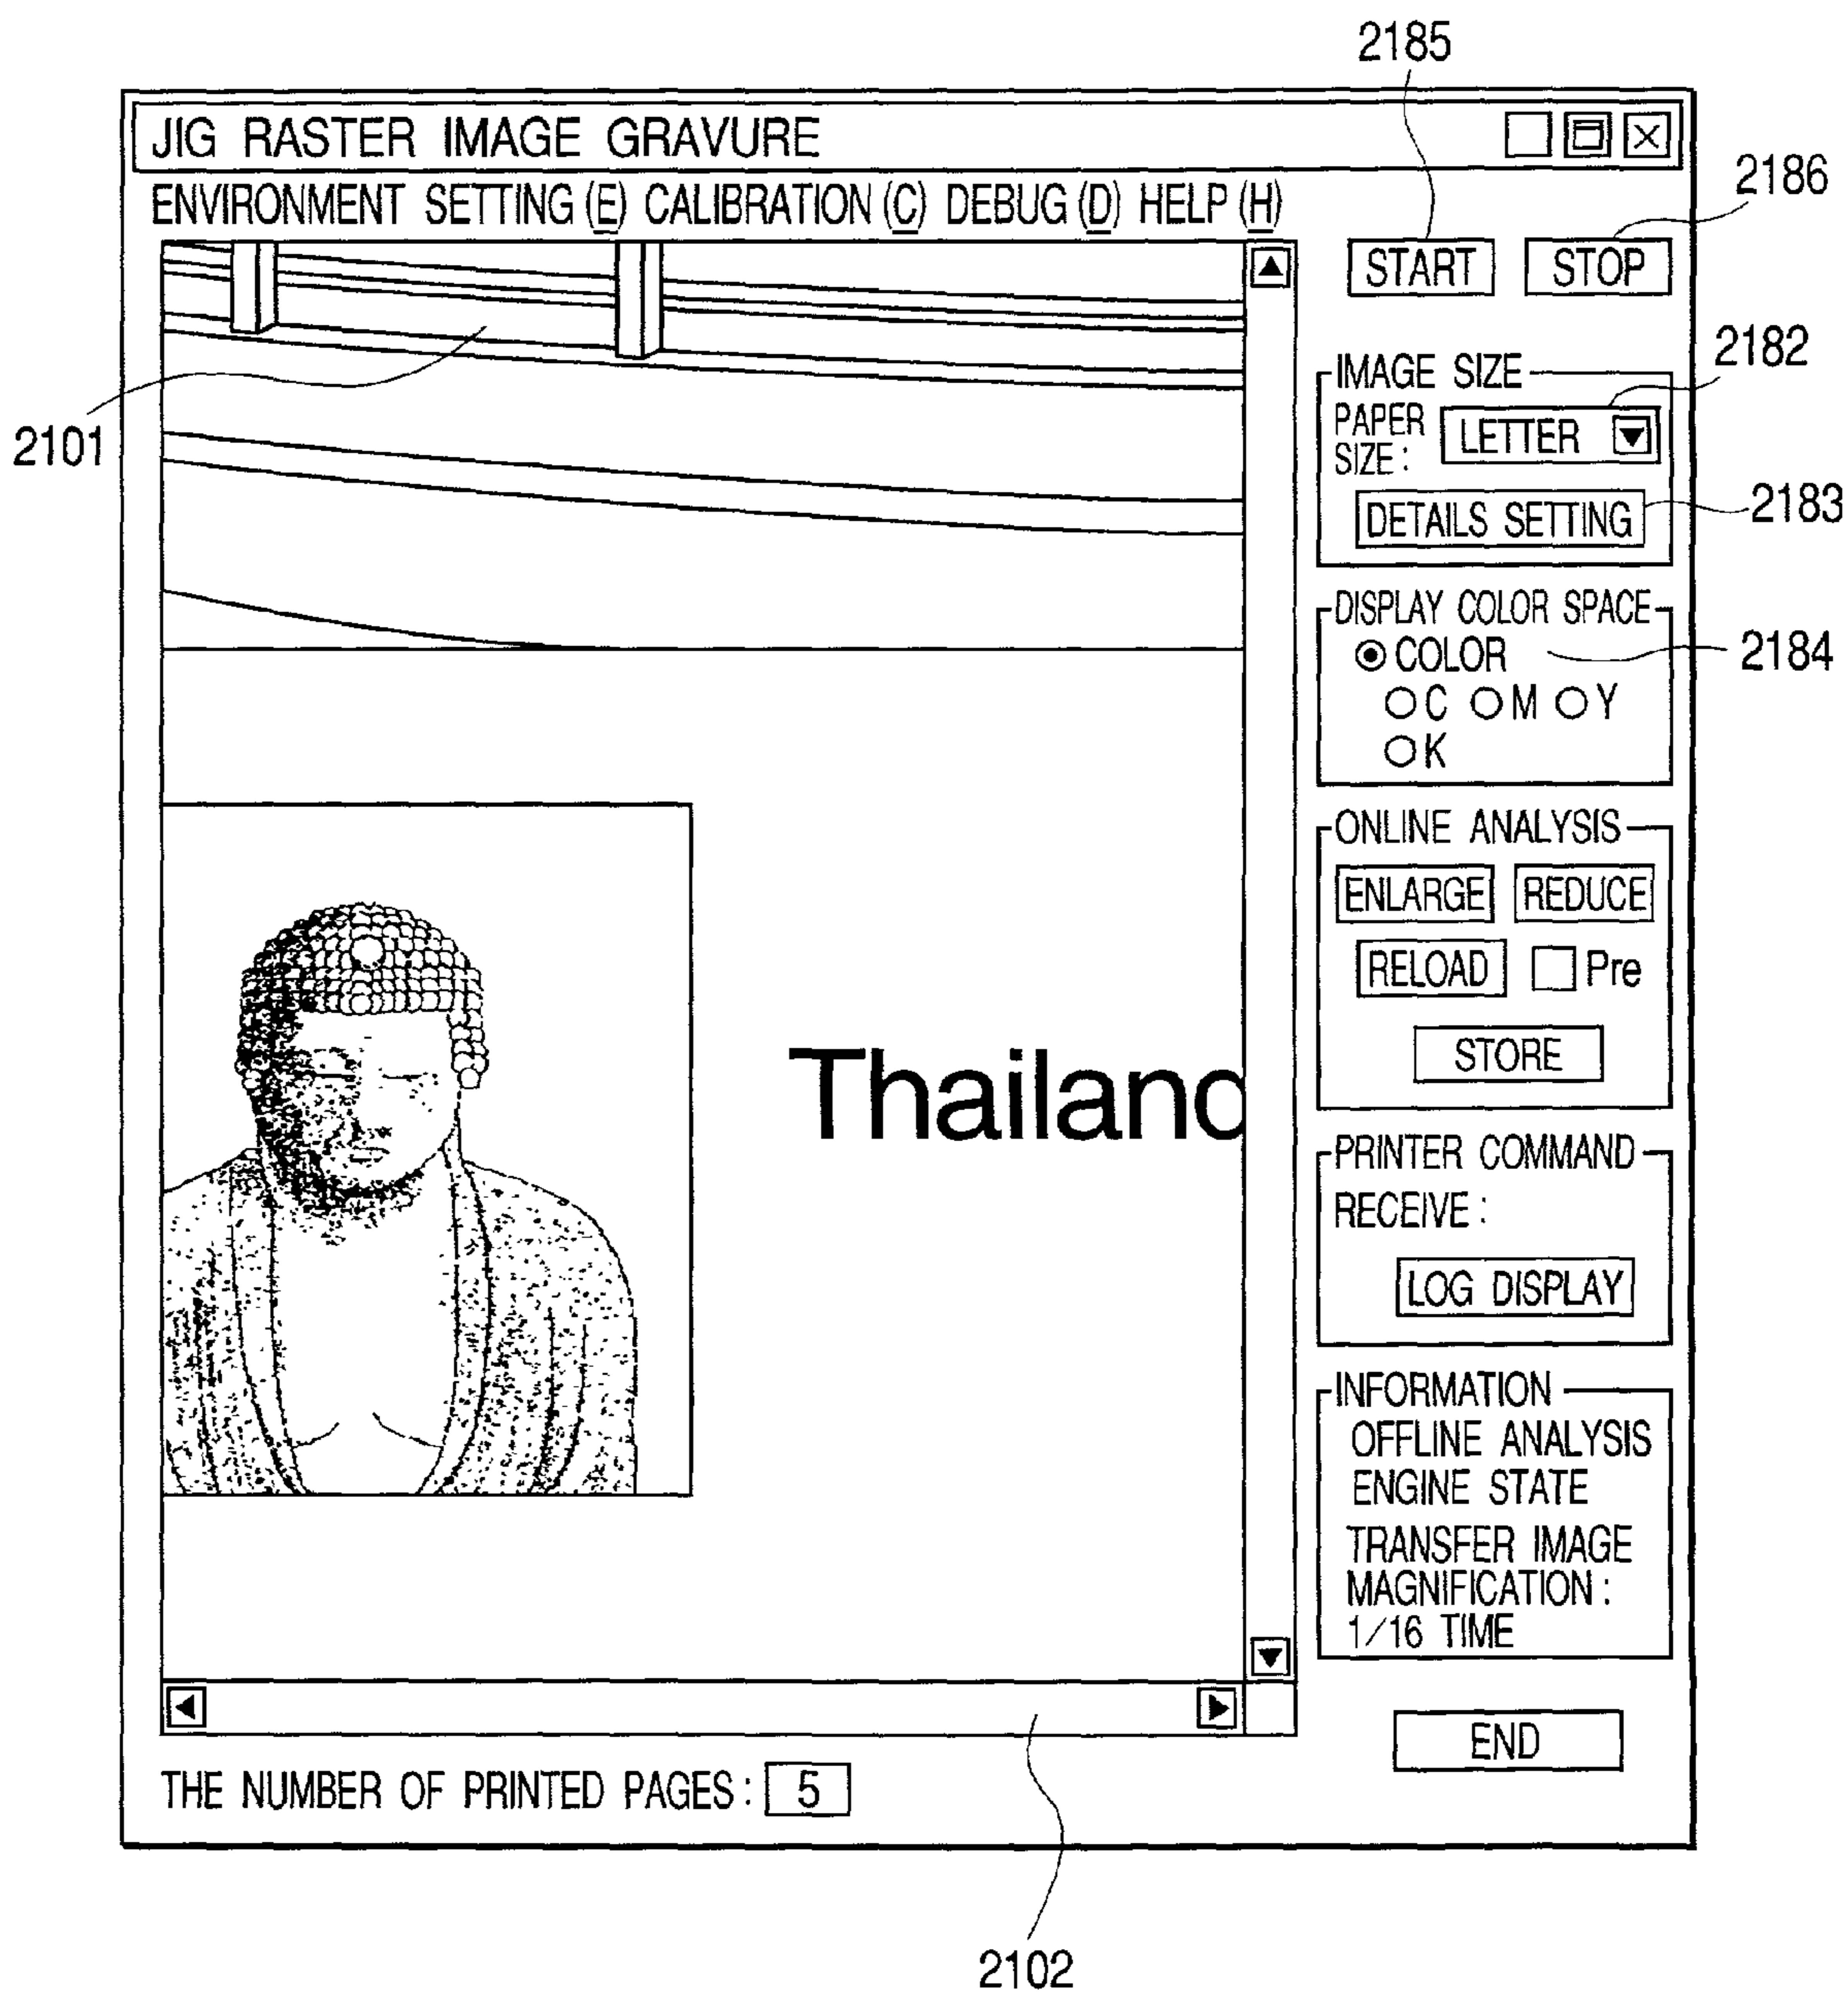 2185
JIG RASTER IMAGE GRAVURE
2186
ENVIRONMENT SETTING (E) CALIBRATION (C) DEBUG (D) HELP (H)
START STOP
2182
IMAGE SIZE
2101
PAPER SIZE : LETTER
DETAILS SETTING
2183
DISPLAY COLOR SPACE
COLOR
2184
C M Y
K
ONLINE ANALYSIS
ENLARGE REDUCE
RELOAD Pre
STORE
Thailand
PRINTER COMMAND
RECEIVE :
LOG DISPLAY
INFORMATION
OFFLINE ANALYSIS
ENGINE STATE
TRANSFER IMAGE
MAGNIFICATION :
1/16 TIME
END
THE NUMBER OF PRINTED PAGES : 5
2102